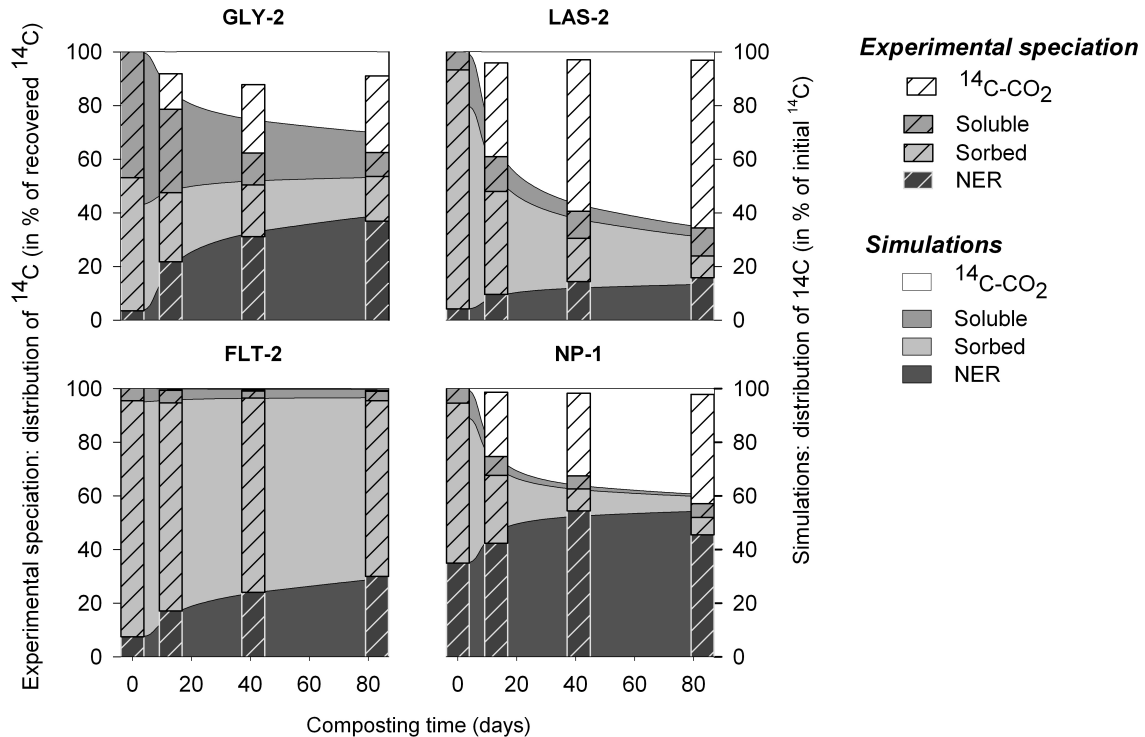 GLY-2
LAS-2
Experimental speciation: distribution of ¹⁴C (in % of recovered ¹⁴C)
100
80
60
40
20
0
100
80
60
40
20
0
FLT-2
NP-1
100
80
60
40
20
0
100
80
60
40
20
0
Simulations: distribution of 14C (in % of initial ¹⁴C)
0 20 40 60 80
0 20 40 60 80
Composting time (days)
Experimental speciation
¹⁴C-CO₂
Soluble
Sorbed
NER
Simulations
¹⁴C-CO₂
Soluble
Sorbed
NER